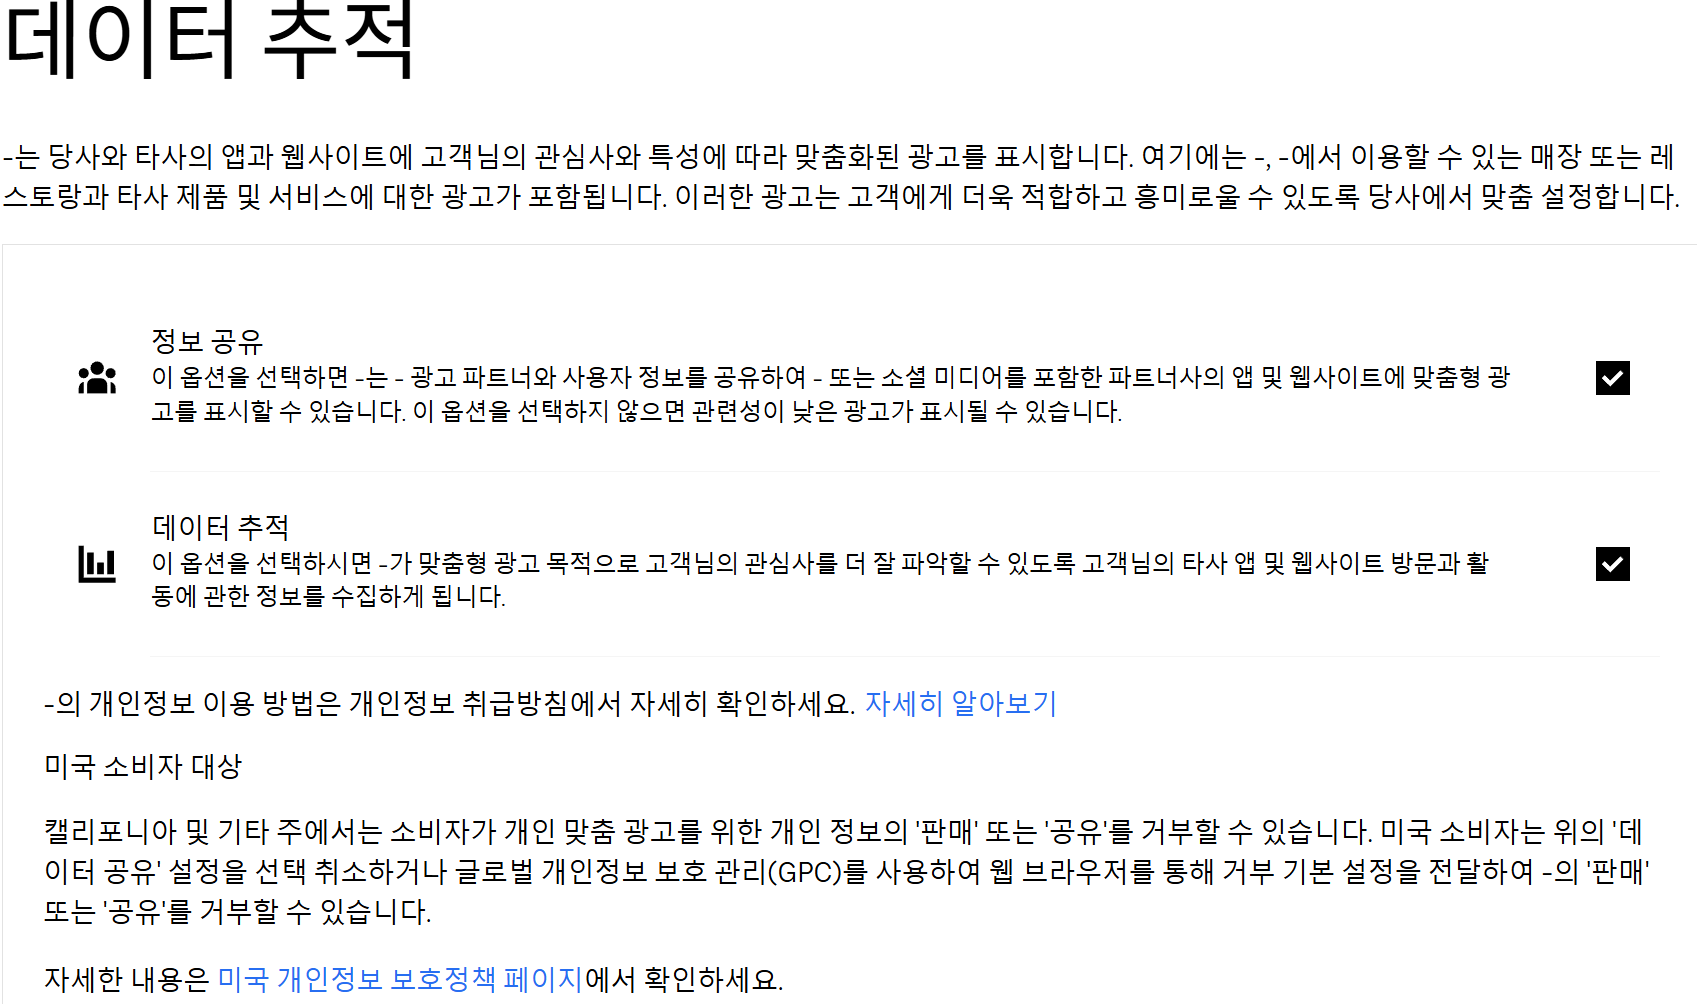 데이터 추적
-는 당사와 타사의 앱과 웹사이트에 고객님의 관심사와 특성에 따라 맞춤화된 광고를 표시합니다. 여기에는 -, -에서 이용할 수 있는 매장 또는 레
스토랑과 타사 제품 및 서비스에 대한 광고가 포함됩니다. 이러한 광고는 고객에게 더욱 적합하고 흥미로울 수 있도록 당사에서 맞춤 설정합니다.
정보 공유
이 옵션을 선택하면 -는 - 광고 파트너와 사용자 정보를 공유하여 - 또는 소셜 미디어를 포함한 파트너사의 앱 및 웹사이트에 맞춤형 광
고를 표시할 수 있습니다. 이 옵션을 선택하지 않으면 관련성이 낮은 광고가 표시될 수 있습니다.
데이터 추적
이 옵션을 선택하시면 -가 맞춤형 광고 목적으로 고객님의 관심사를 더 잘 파악할 수 있도록 고객님의 타사 앱 및 웹사이트 방문과 활
동에 관한 정보를 수집하게 됩니다.
-의 개인정보 이용 방법은 개인정보 취급방침에서 자세히 확인하세요. 자세히 알아보기
미국 소비자 대상
캘리포니아 및 기타 주에서는 소비자가 개인 맞춤 광고를 위한 개인 정보의 '판매' 또는 '공유'를 거부할 수 있습니다. 미국 소비자는 위의 '데
이터 공유' 설정을 선택 취소하거나 글로벌 개인정보 보호 관리(GPC)를 사용하여 웹 브라우저를 통해 거부 기본 설정을 전달하여 -의 '판매'
또는 '공유'를 거부할 수 있습니다.
자세한 내용은 미국 개인정보 보호정책 페이지에서 확인하세요.